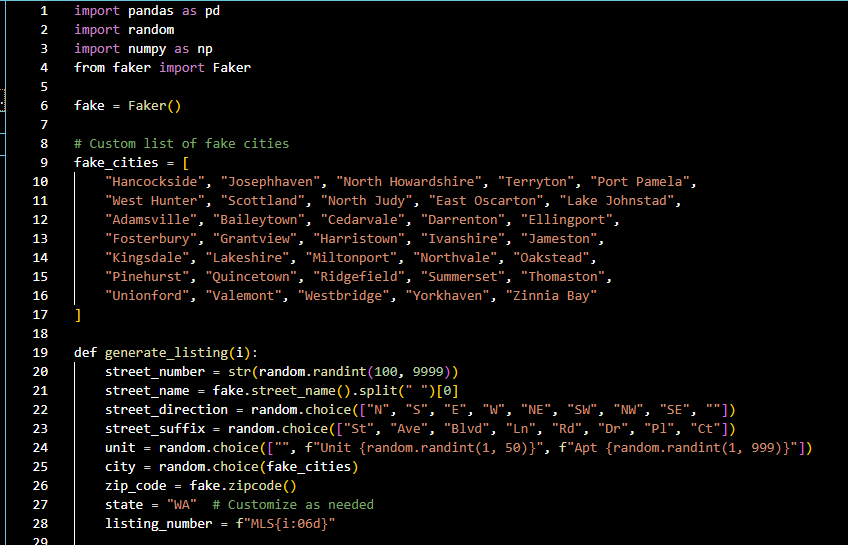 1 import pandas as pd
2 import random
3 import numpy as np
4 from faker import Faker
5
6 fake = Faker()
7
8 # Custom list of fake cities
9 fake_cities = [
10     "Hancockside", "Josephhaven", "North Howardshire", "Terryton", "Port Pamela",
11     "West Hunter", "Scottland", "North Judy", "East Oscarton", "Lake Johnstad",
12     "Adamsville", "Baileytown", "Cedarvale", "Darrenton", "Ellingport",
13     "Fosterbury", "Grantview", "Harristown", "Ivanshire", "Jameston",
14     "Kingsdale", "Lakeshire", "Miltonport", "Northvale", "Oakstead",
15     "Pinehurst", "Quincetown", "Ridgefield", "Summerset", "Thomaston",
16     "Unionford", "Valemont", "Westbridge", "Yorkhaven", "Zinnia Bay"
17 ]
18
19 def generate_listing(i):
20     street_number = str(random.randint(100, 9999))
21     street_name = fake.street_name().split(" ")[0]
22     street_direction = random.choice(["N", "S", "E", "W", "NE", "SW", "NW", "SE", ""])
23     street_suffix = random.choice(["St", "Ave", "Blvd", "Ln", "Rd", "Dr", "Pl", "Ct"])
24     unit = random.choice(["", f"Unit {random.randint(1, 50)}", f"Apt {random.randint(1, 999)}"])
25     city = random.choice(fake_cities)
26     zip_code = fake.zipcode()
27     state = "WA"  # Customize as needed
28     listing_number = f"MLS{i:06d}"
29